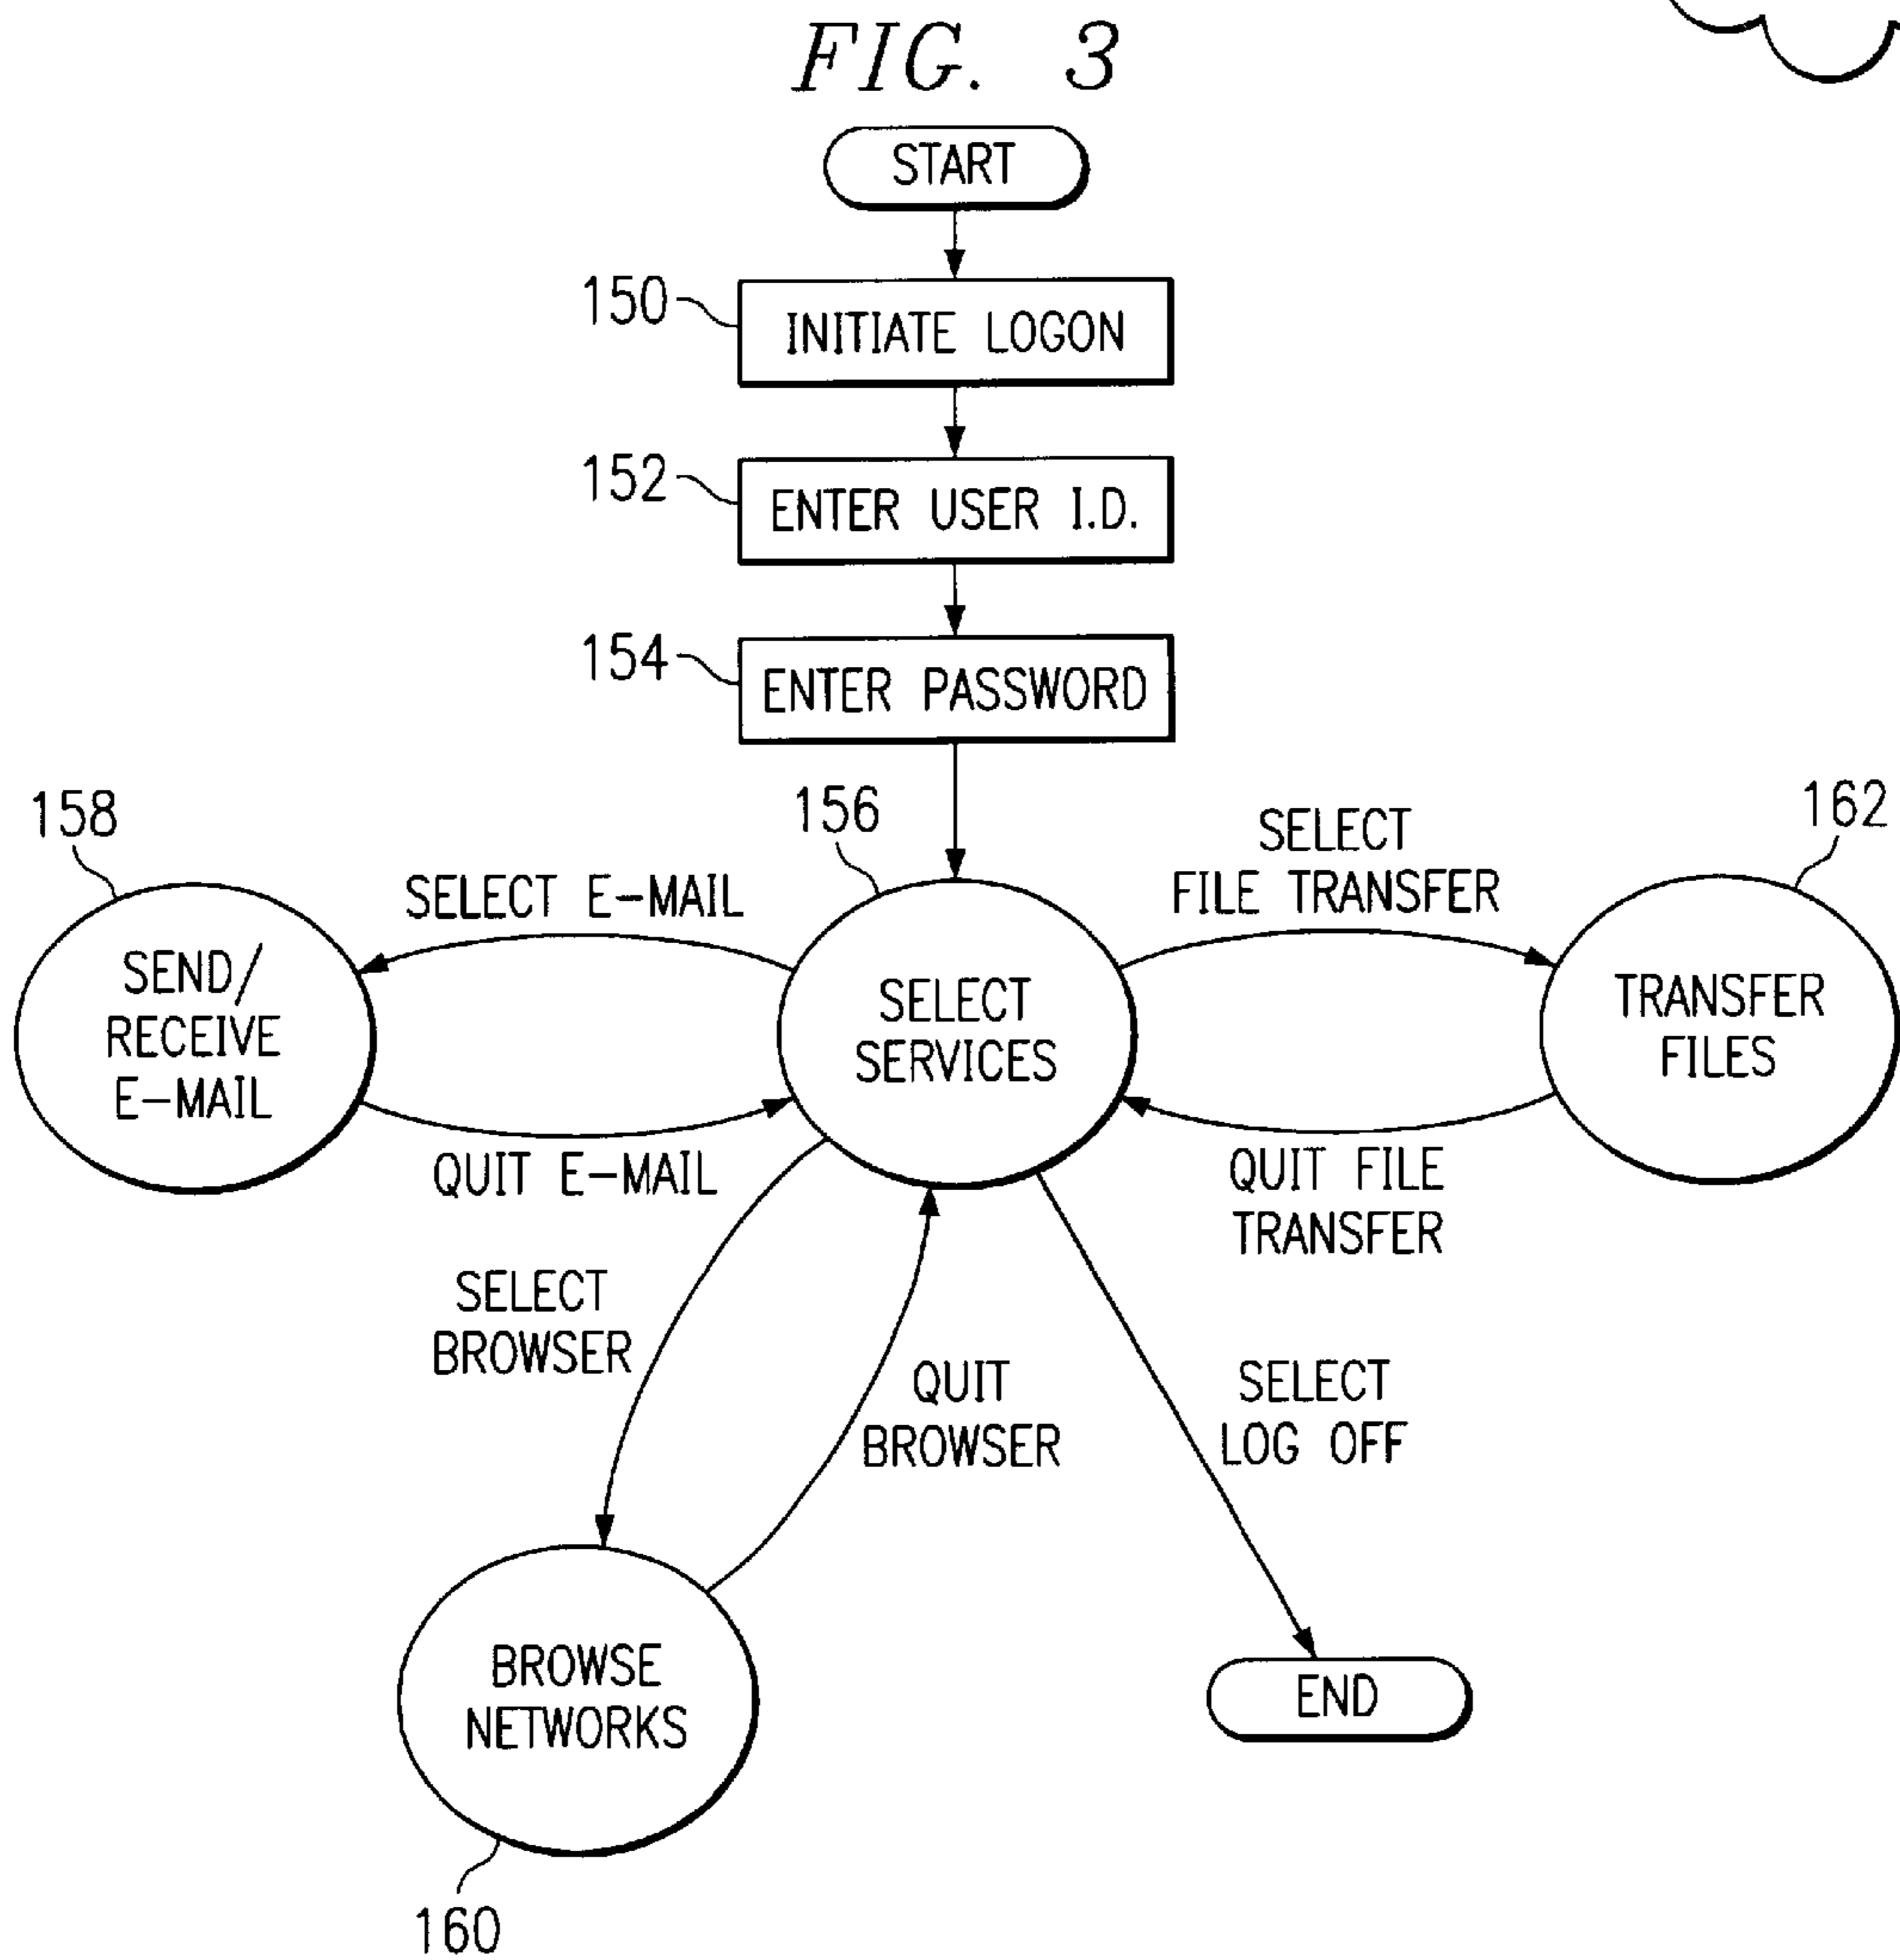 FIG. 3
START
150
INITIATE LOGON
152
ENTER USER I.D.
154
ENTER PASSWORD
158
156
162
SELECT E-MAIL
SELECT
FILE TRANSFER
SEND/
RECEIVE
E-MAIL
SELECT
SERVICES
TRANSFER
FILES
QUIT E-MAIL
QUIT FILE
TRANSFER
SELECT
BROWSER
QUIT
BROWSER
SELECT
LOG OFF
BROWSE
NETWORKS
END
160